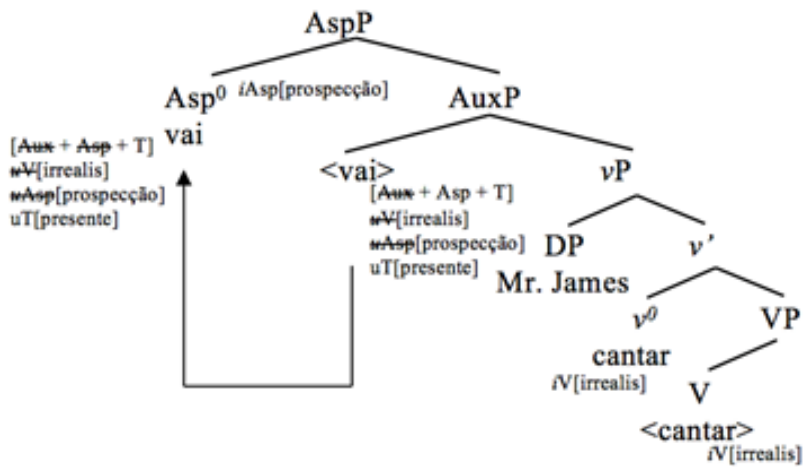 AspP
Asp⁰ iAsp[prospecção]
AuxP
vai
[Aux + Asp + T]
uV[irrealis]
uAsp[prospecção]
uT[presente]
<vai>
[Aux + Asp + T]
uV[irrealis]
uAsp[prospecção]
uT[presente]
vP
DP
Mr. James
v’
v⁰
cantar
iV[irrealis]
VP
V
<cantar>
iV[irrealis]